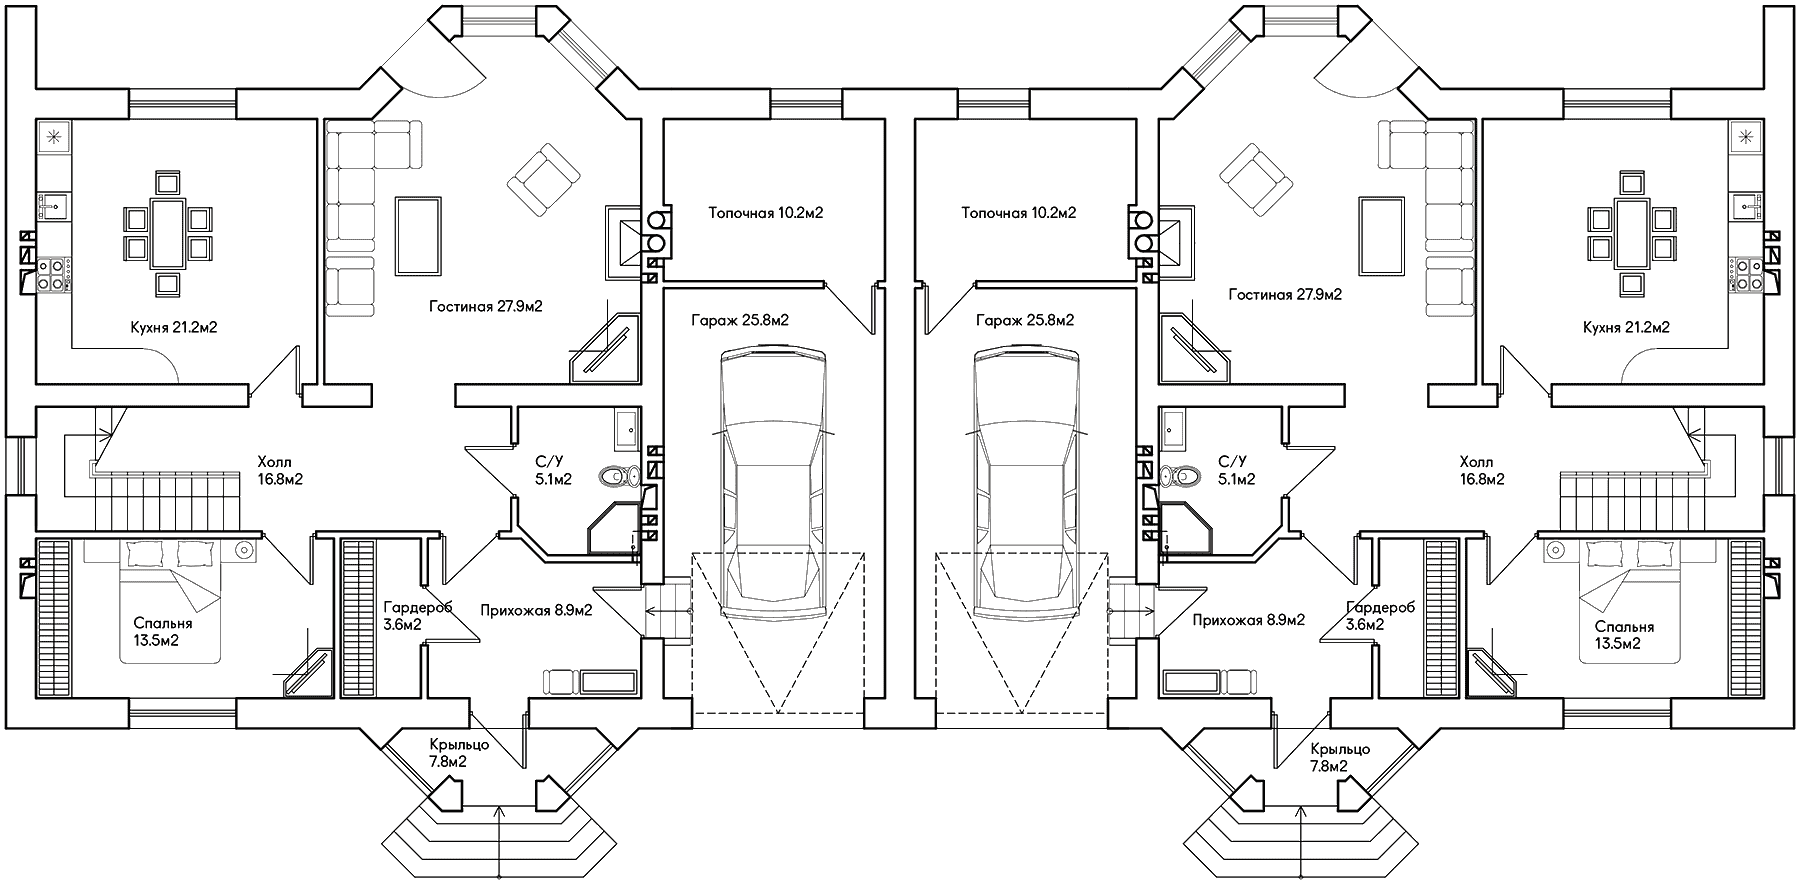 Топочная 10.2м2
Топочная 10.2м2
Гостиная 27.9м2
Гостиная 27.9м2
Кухня 21.2м2
Гараж 25.8м2
Гараж 25.8м2
Кухня 21.2м2
Холл
16.8м2
С/У
5.1м2
С/У
5.1м2
Холл
16.8м2
Спальня
13.5м2
Гардероб
3.6м2
Прихожая 8.9м2
Прихожая 8.9м2
Гардероб
3.6м2
Спальня
13.5м2
Крыльцо
7.8м2
Крыльцо
7.8м2